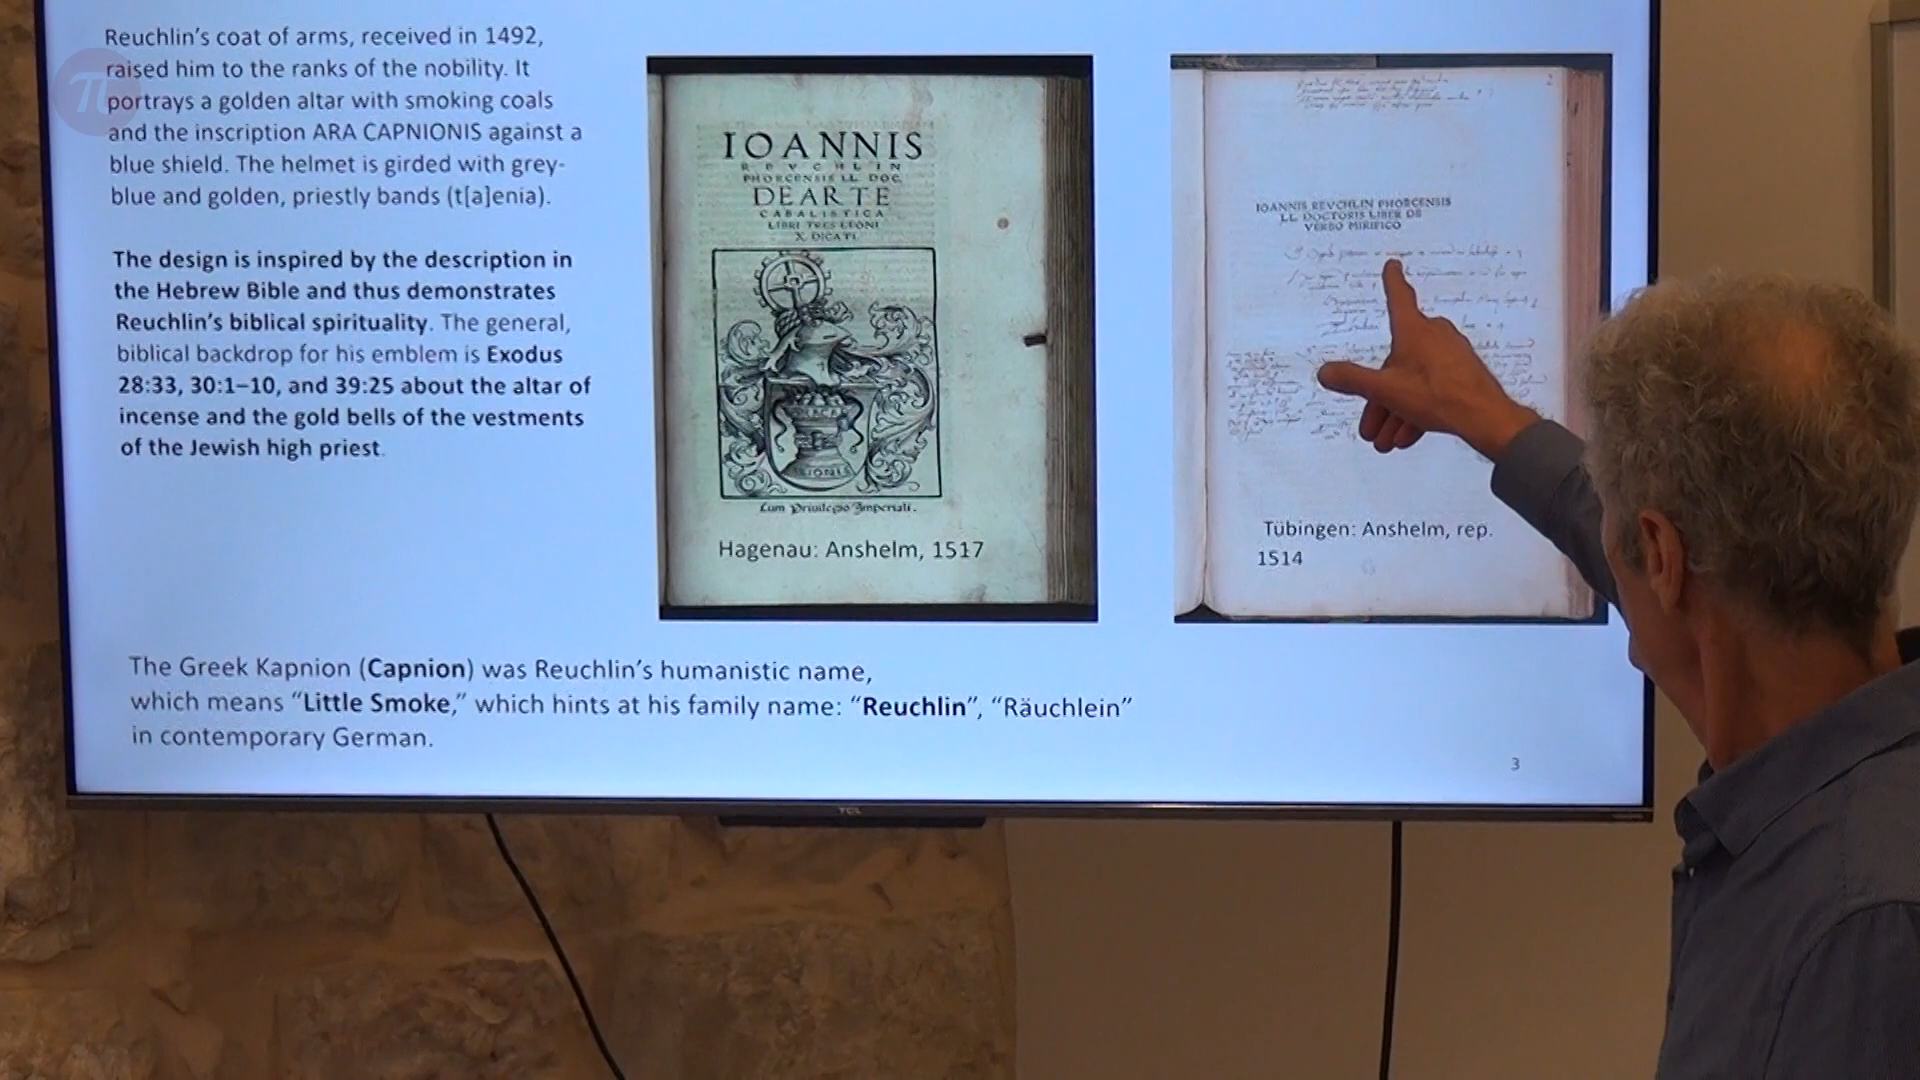 Reuchlin's coat of arms, received in 1492,
raised him to the ranks of the nobility. It
portrays a golden altar with smoking coals
and the inscription ARA CAPNIONIS against a
blue shield. The helmet is girded with grey-
blue and golden, priestly bands (t[a]enia).
The design is inspired by the description in
the Hebrew Bible and thus demonstrates
Reuchlin's biblical spirituality. The general,
biblical backdrop for his emblem is Exodus
28:33, 30:1–10, and 39:25 about the altar of
incense and the gold bells of the vestments
of the Jewish high priest.
IOANNIS
REVCHLIN
PHORCENSIS LL. DOC.
DE ARTE
CABALISTICA
LIBRI TRES LEONI
X. DICATI.
Cum Priuilegio Imperiali.
Hagenau: Anshelm, 1517
IOANNIS REVCHLIN PHORCENSIS
LL DOCTORIS LIBER DE
VERBO MIRIFICO
Tübingen: Anshelm, rep.
1514
The Greek Kapnion (Capnion) was Reuchlin's humanistic name,
which means “Little Smoke,” which hints at his family name: “Reuchlin”, “Räuchlein”
in contemporary German.
3
TCL